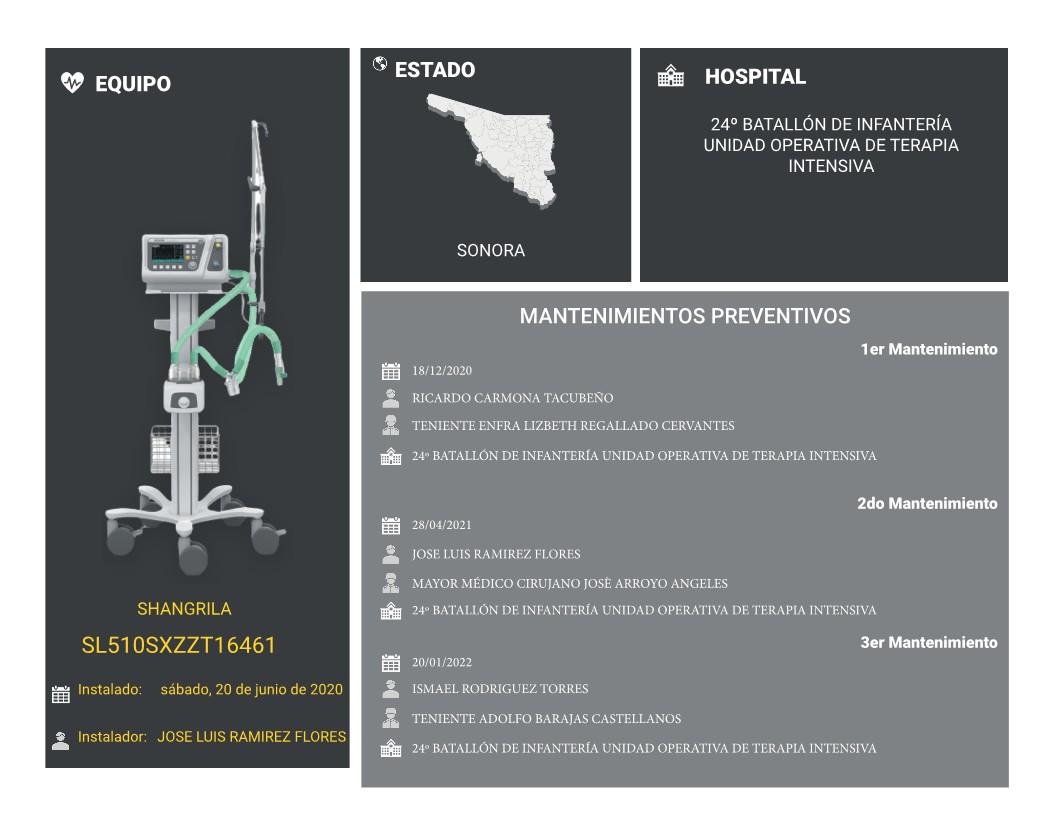 EQUIPO
SHANGRILA
SL510SXZZT16461
Instalado: sábado, 20 de junio de 2020
Instalador: JOSE LUIS RAMIREZ FLORES
ESTADO
SONORA
HOSPITAL
24º BATALLÓN DE INFANTERÍA
UNIDAD OPERATIVA DE TERAPIA
INTENSIVA
MANTENIMIENTOS PREVENTIVOS
1er Mantenimiento
18/12/2020
RICARDO CARMONA TACUBEÑO
TENIENTE ENFRA LIZBETH REGALLADO CERVANTES
24º BATALLÓN DE INFANTERÍA UNIDAD OPERATIVA DE TERAPIA INTENSIVA
2do Mantenimiento
28/04/2021
JOSE LUIS RAMIREZ FLORES
MAYOR MÉDICO CIRUJANO JOSÈ ARROYO ANGELES
24º BATALLÓN DE INFANTERÍA UNIDAD OPERATIVA DE TERAPIA INTENSIVA
3er Mantenimiento
20/01/2022
ISMAEL RODRIGUEZ TORRES
TENIENTE ADOLFO BARAJAS CASTELLANOS
24º BATALLÓN DE INFANTERÍA UNIDAD OPERATIVA DE TERAPIA INTENSIVA